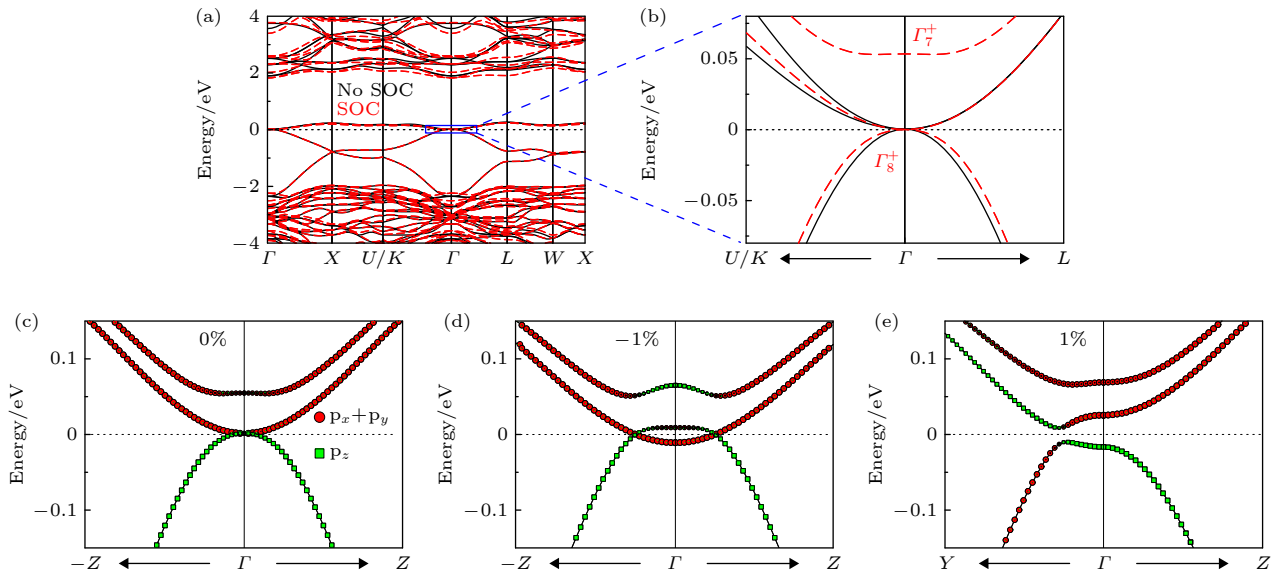 (a)
Energy/eV
4
2
0
−2
−4
No SOC
SOC
Γ X U/K Γ L W X
(b)
Energy/eV
0.05
0
−0.05
Γ₇⁺
Γ₈⁺
U/K Γ L
(c)
0%
Energy/eV
0.1
0
−0.1
pₓ+pᵧ
p_z
−Z Γ Z
(d)
−1%
Energy/eV
0.1
0
−0.1
−Z Γ Z
(e)
1%
Energy/eV
0.1
0
−0.1
Y Γ Z